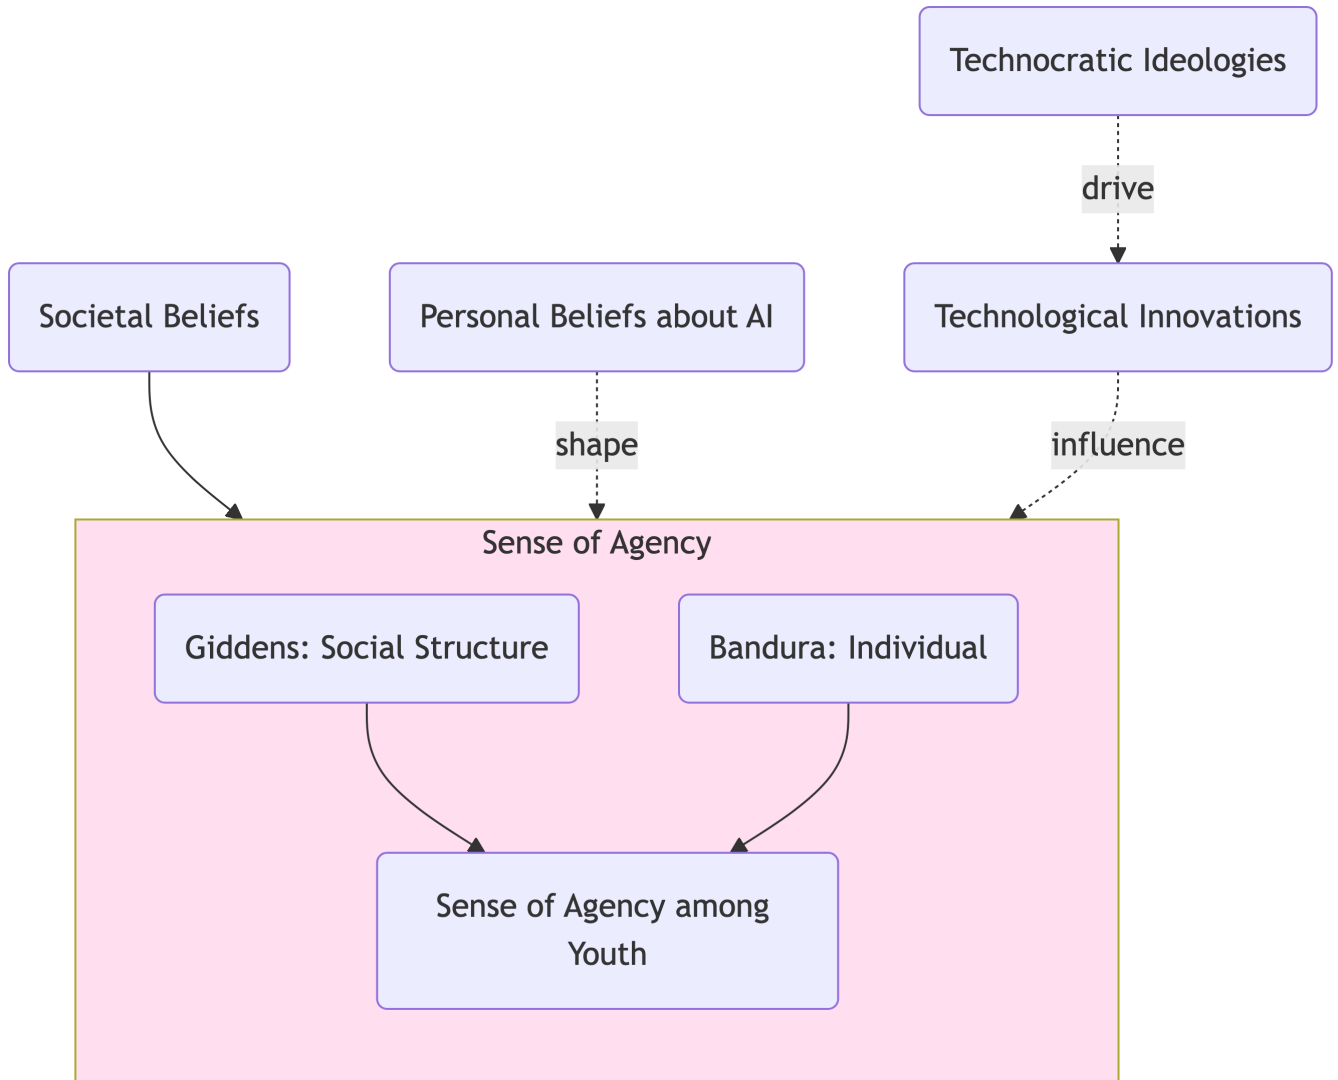 Technocratic Ideologies
drive
Societal Beliefs
Personal Beliefs about AI
Technological Innovations
shape
influence
Sense of Agency
Giddens: Social Structure
Bandura: Individual
Sense of Agency among
Youth